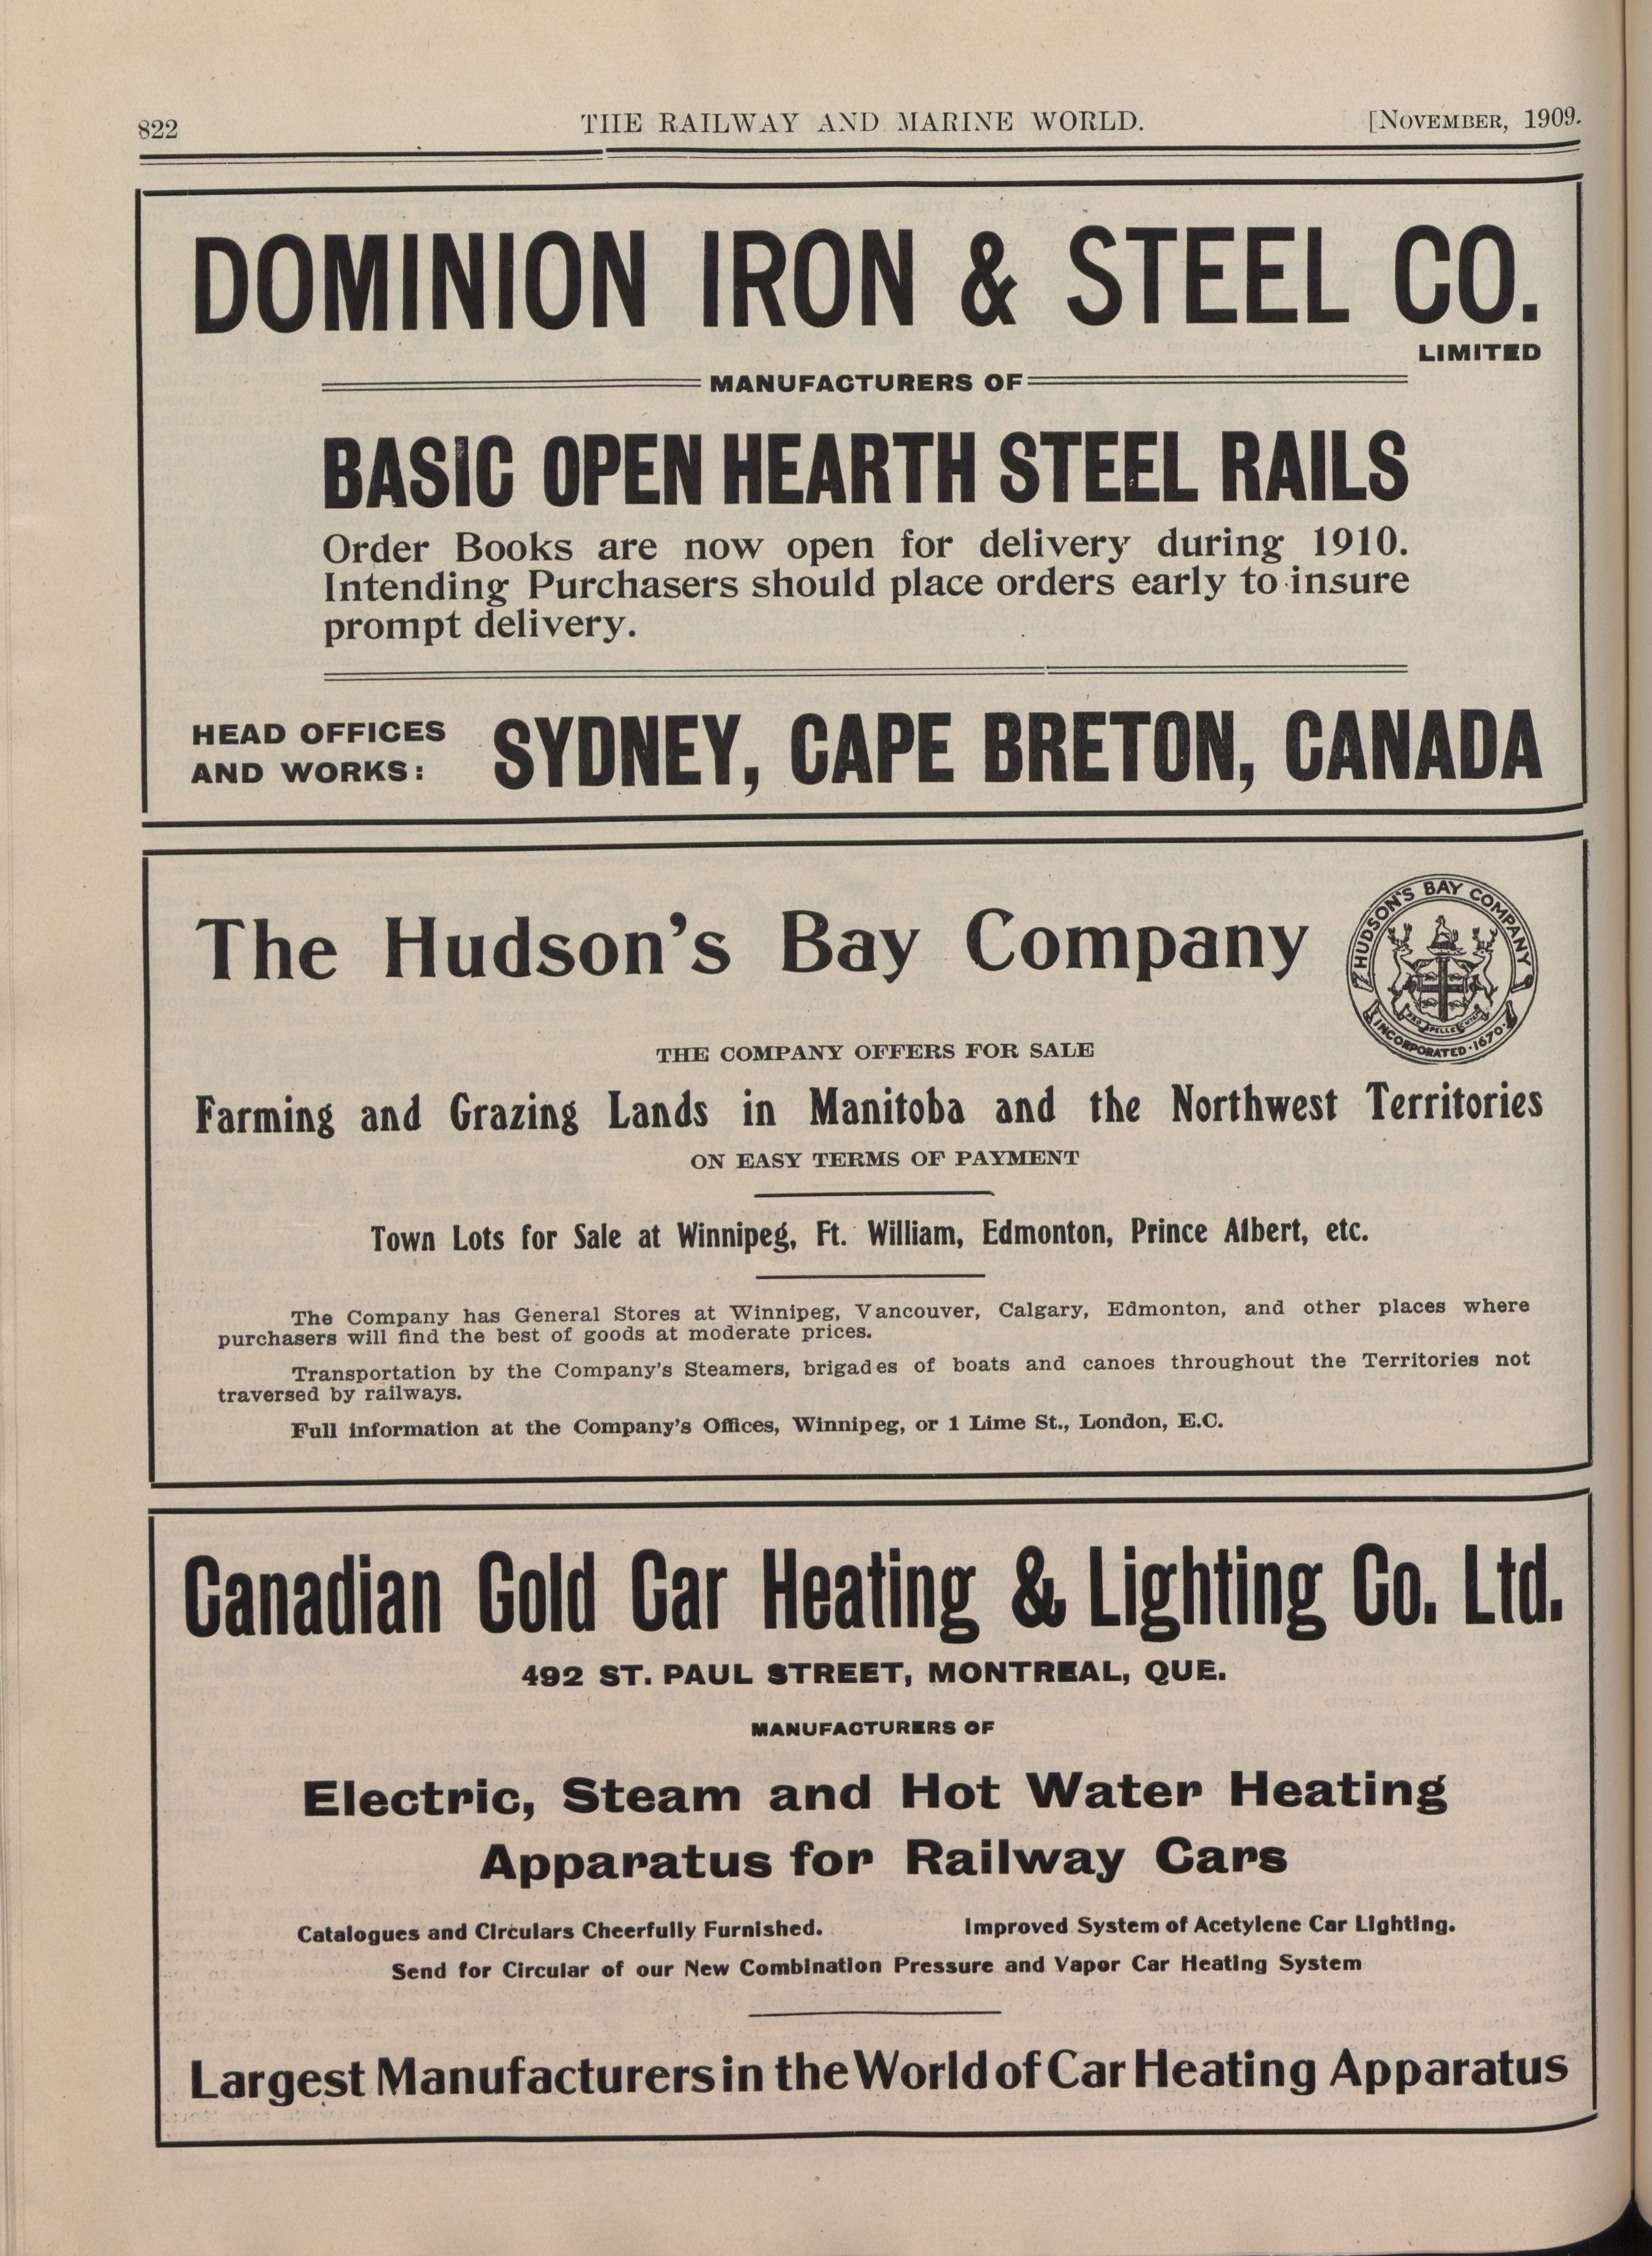 822
THE RAILWAY AND MARINE WORLD.
[NOVEMBER, 1909.
DOMINION IRON & STEEL CO.
LIMITED
MANUFACTURERS OF
BASIC OPEN HEARTH STEEL RAILS
Order Books are now open for delivery during 1910.
Intending Purchasers should place orders early to insure
prompt delivery.
HEAD OFFICES
AND WORKS:
SYDNEY, CAPE BRETON, CANADA
The Hudson's Bay Company
HUDSON'S BAY COMPANY
INCORPORATED · 1670 ·
THE COMPANY OFFERS FOR SALE
Farming and Grazing Lands in Manitoba and the Northwest Territories
ON EASY TERMS OF PAYMENT
Town Lots for Sale at Winnipeg, Ft. William, Edmonton, Prince Albert, etc.
The Company has General Stores at Winnipeg, Vancouver, Calgary, Edmonton, and other places where
purchasers will find the best of goods at moderate prices.
Transportation by the Company's Steamers, brigades of boats and canoes throughout the Territories not
traversed by railways.
Full information at the Company's Offices, Winnipeg, or 1 Lime St., London, E.C.
Canadian Gold Car Heating & Lighting Co. Ltd.
492 ST. PAUL STREET, MONTREAL, QUE.
MANUFACTURERS OF
Electric, Steam and Hot Water Heating
Apparatus for Railway Cars
Catalogues and Circulars Cheerfully Furnished.
Improved System of Acetylene Car Lighting.
Send for Circular of our New Combination Pressure and Vapor Car Heating System
Largest Manufacturers in the World of Car Heating Apparatus